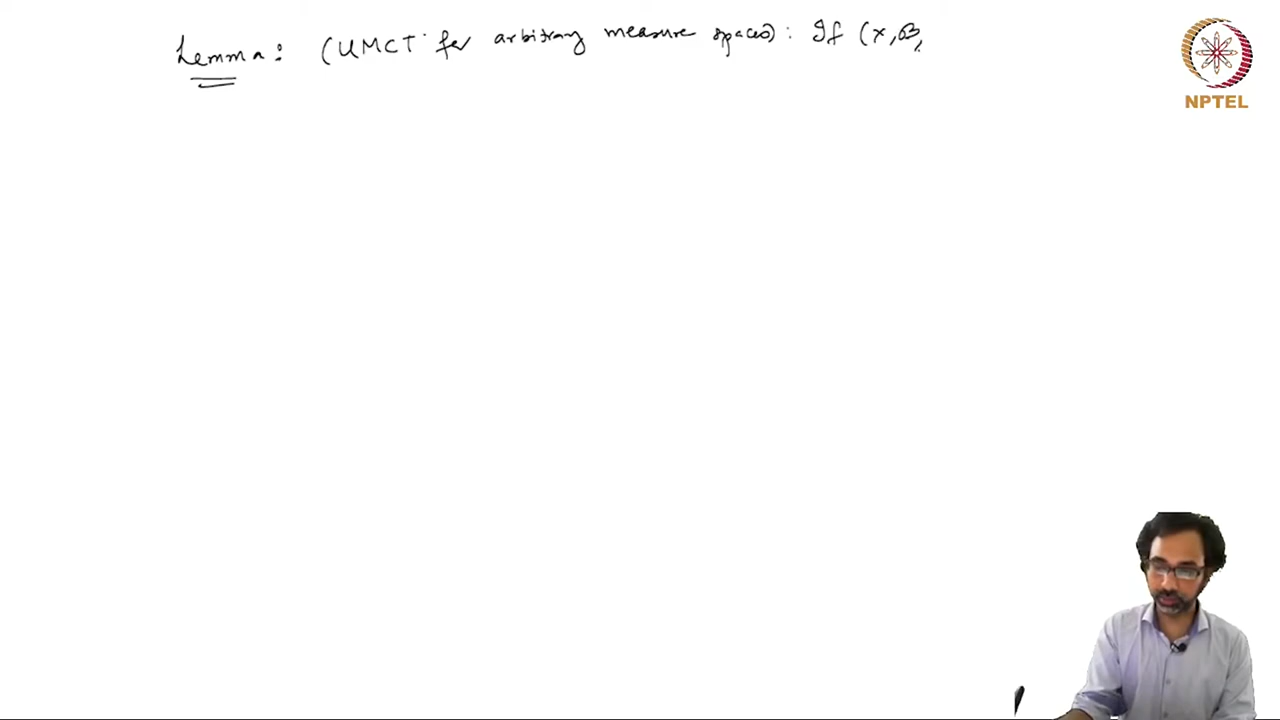 Lemma: (UMCT for arbitrary measure spaces): If (X, B,
NPTEL